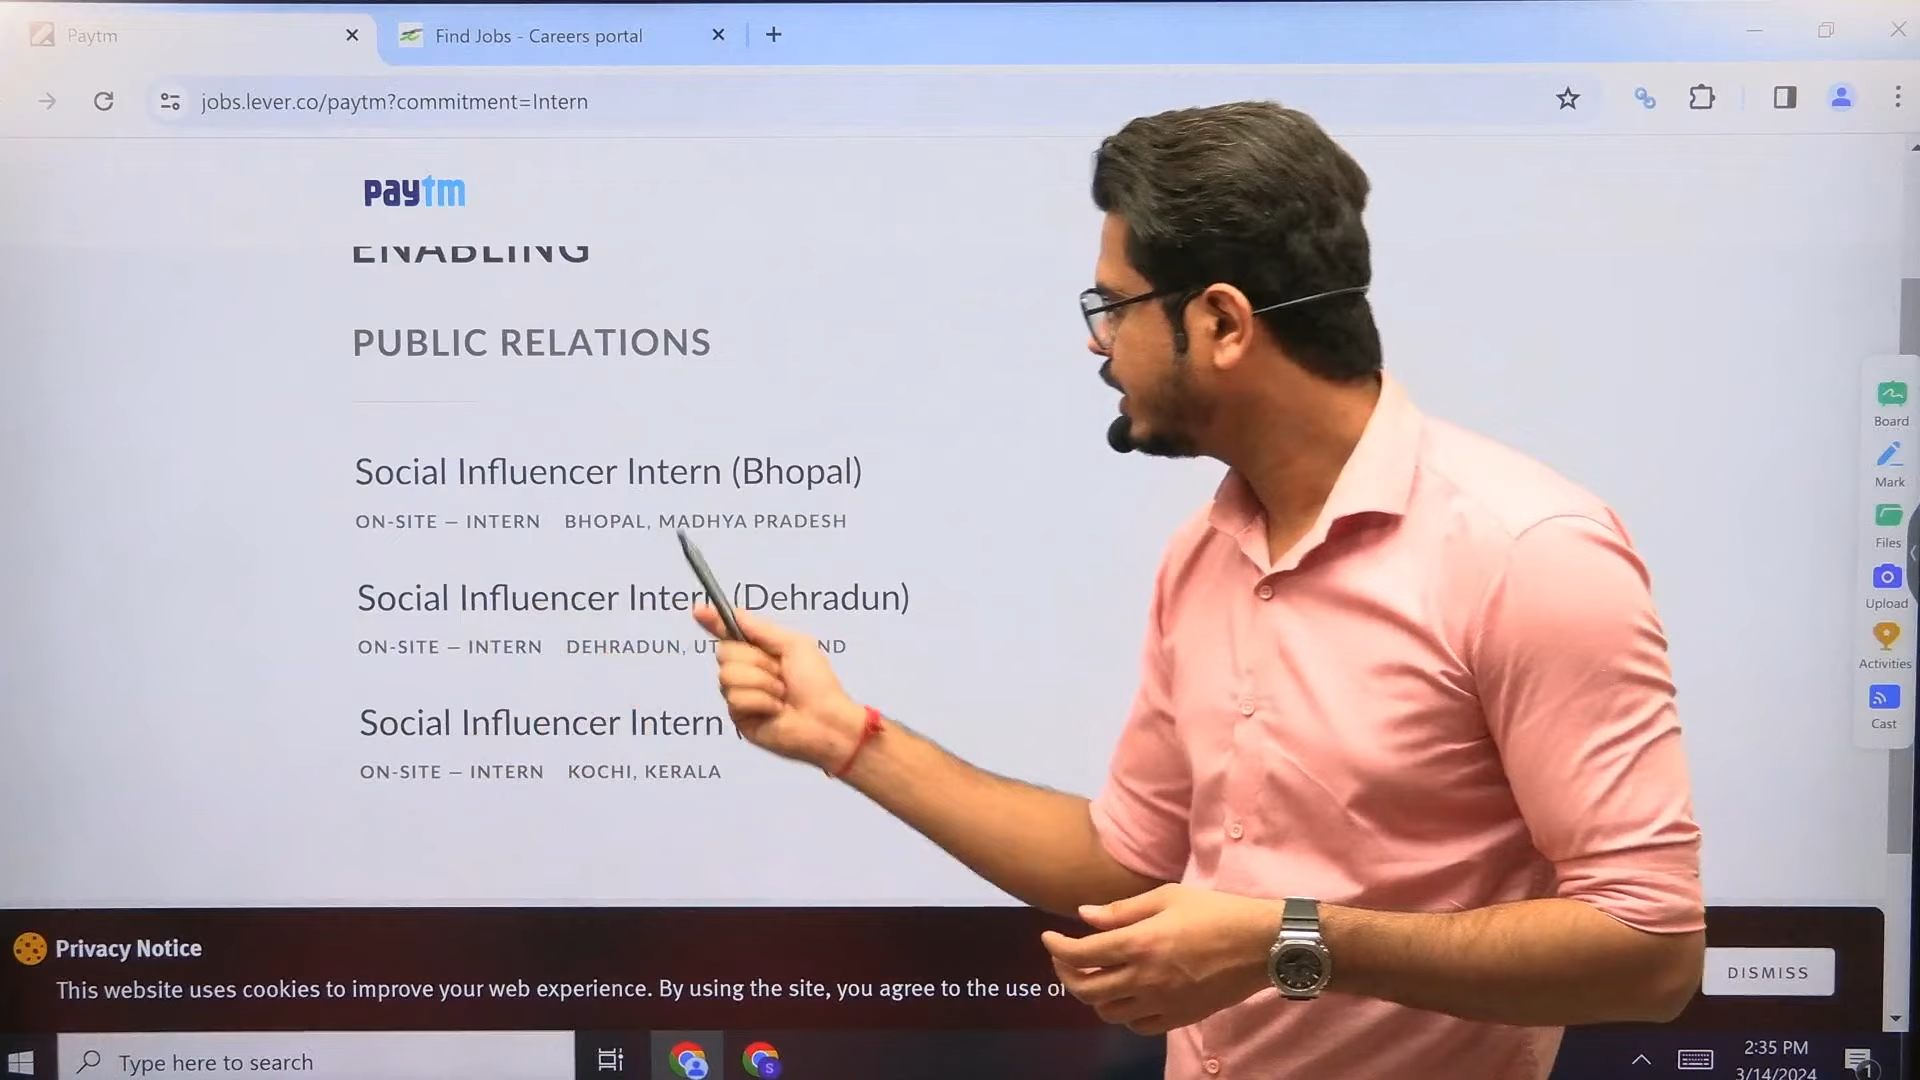 Paytm
Find Jobs - Careers portal
jobs.lever.co/paytm?commitment=Intern
paytm
ENABLING
PUBLIC RELATIONS
Social Influencer Intern (Bhopal)
ON-SITE — INTERN BHOPAL, MADHYA PRADESH
Social Influencer Intern (Dehradun)
ON-SITE — INTERN DEHRADUN,
Social Influencer Intern
ON-SITE — INTERN KOCHI, KERALA
Board
Mark
Files
Upload
Activities
Cast
Privacy Notice
This website uses cookies to improve your web experience. By using the site, you agree to the use of
DISMISS
Type here to search
2:35 PM
3/14/2024
1